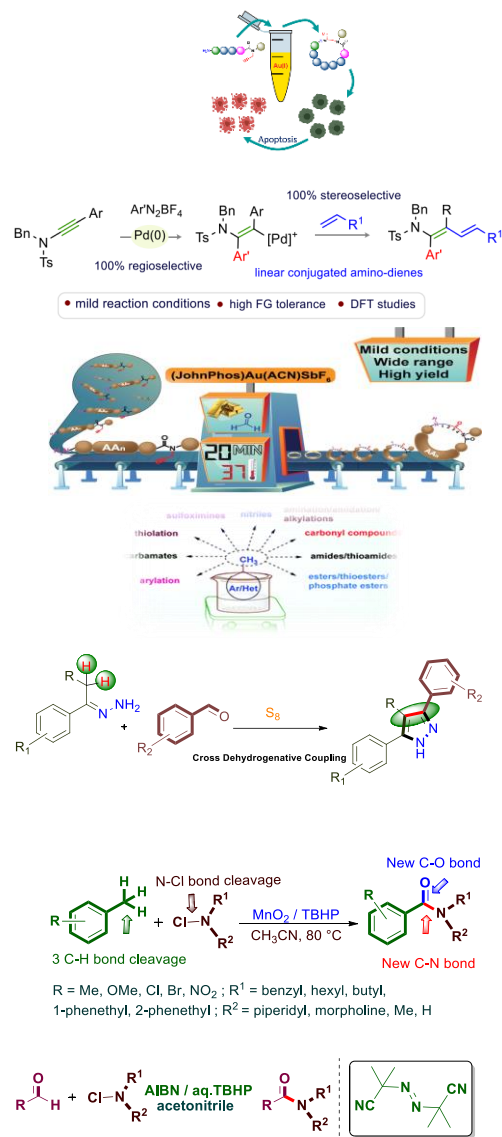 Au(I)
Apoptosis
100% stereoselective
Bn
Ar
Ar'N₂BF₄
Bn
Ar
R¹
Bn
R
N
Pd(0)
Ts
N
[Pd]⁺
Ts
N
R¹
Ts
Ar'
Ar'
100% regioselective
linear conjugated amino-dienes
• mild reaction conditions • high FG tolerance • DFT studies
Mild conditions
Wide range
High yield
(JohnPhos)Au(ACN)SbF₆
AAn
20 MIN
37
sulfoximines
nitriles
alkylations
thiolation
carbonyl compound
arbamates
CH₃
amides/thioamides
arylation
Ar/Het
esters/thioesters/
phosphate esters
H
R
H
N
NH₂
R₁
+
O
R₂
S₈
Cross Dehydrogenative Coupling
R
R₂
N
N
H
R₁
N-Cl bond cleavage
New C-O bond
H
H
H
R
+
Cl
N
R¹
R²
MnO₂ / TBHP
CH₃CN, 80 °C
R
O
N
R¹
R²
3 C-H bond cleavage
New C-N bond
R = Me, OMe, Cl, Br, NO₂ ; R¹ = benzyl, hexyl, butyl,
1-phenethyl, 2-phenethyl ; R² = piperidyl, morpholine, Me, H
O
R
H
+
Cl
N
R¹
R²
AIBN / aq.TBHP
acetonitrile
O
R
N
R¹
R²
CN
N
N
CN